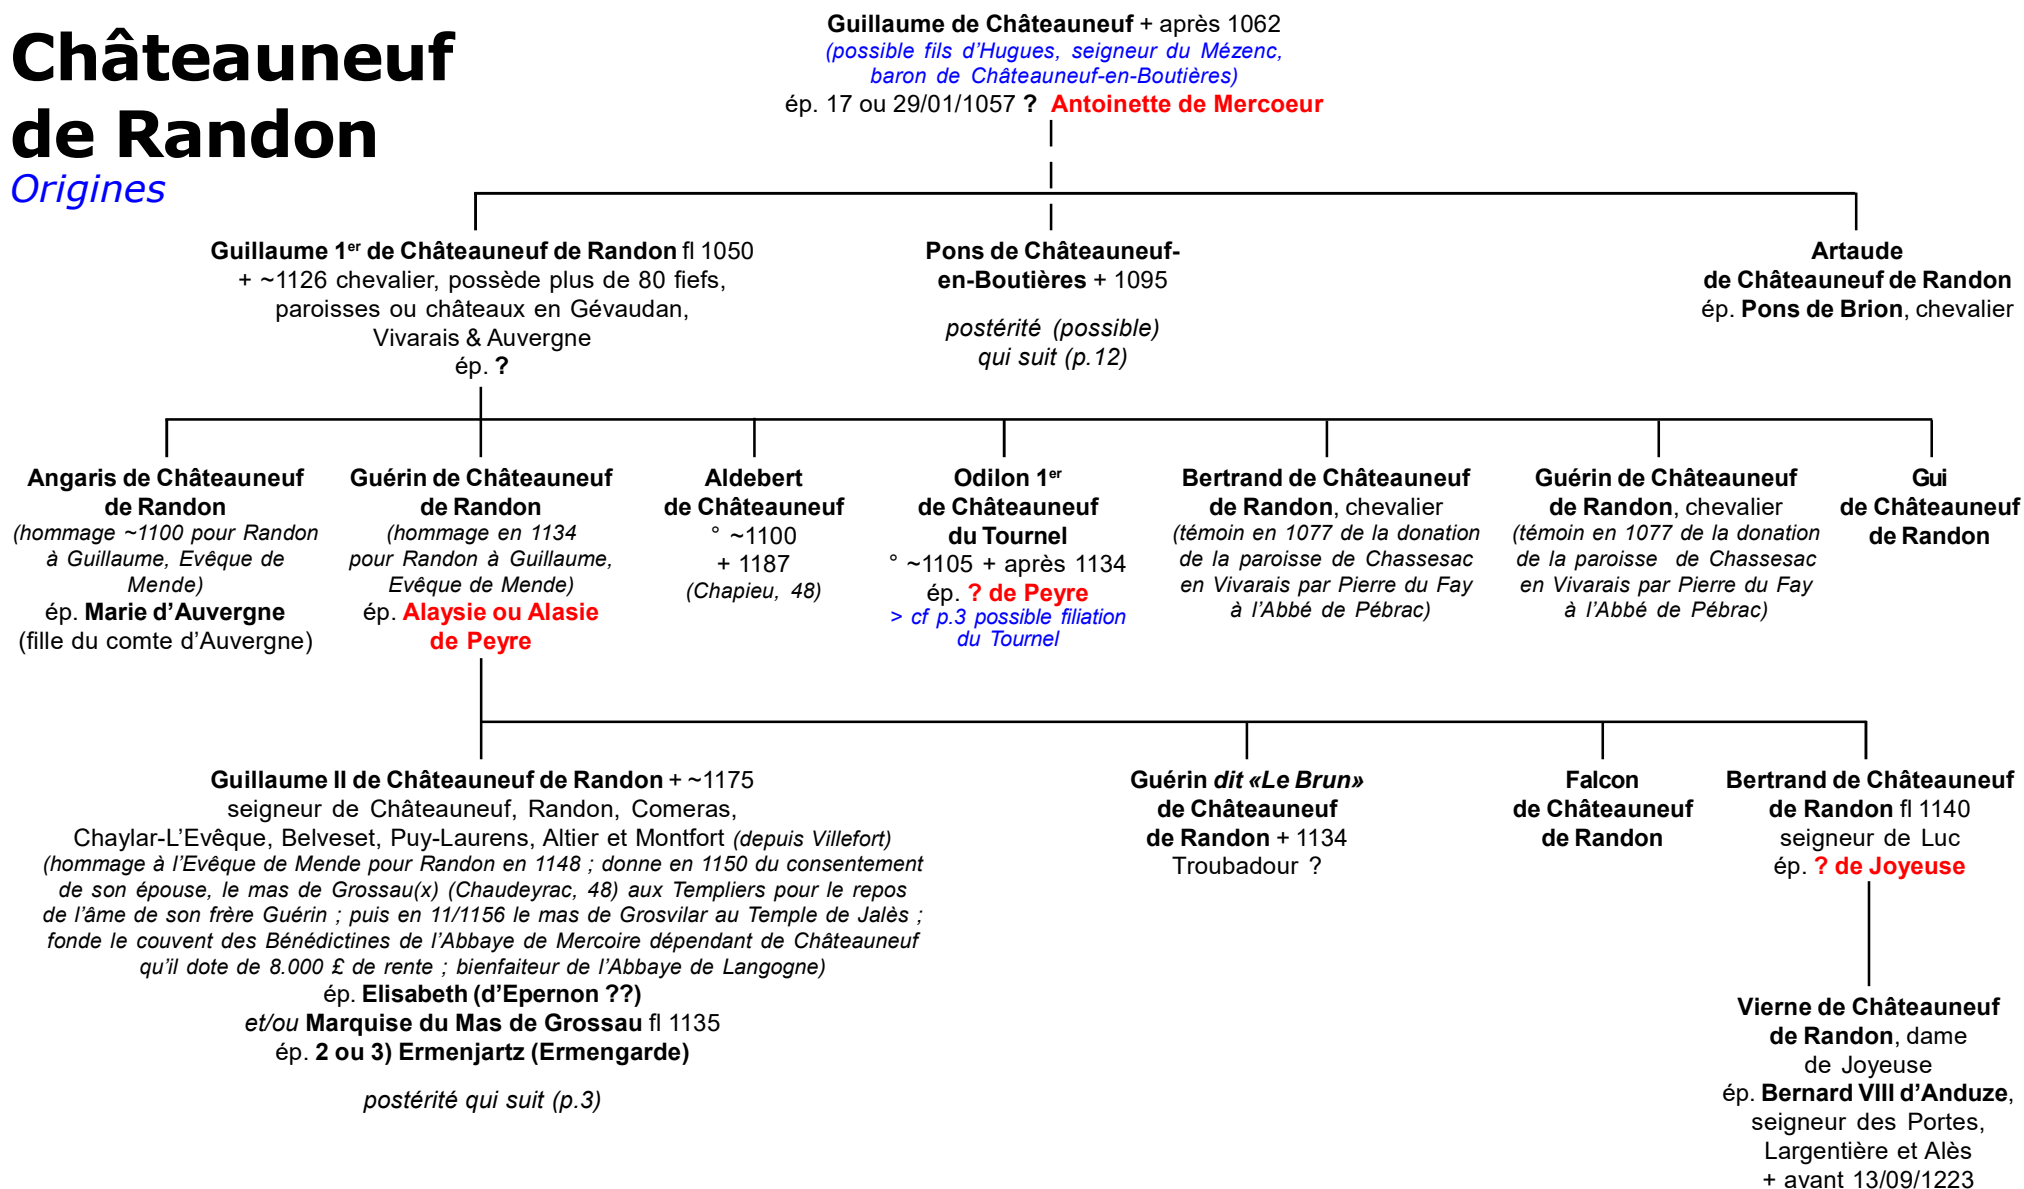 Châteauneuf
de Randon
Origines
Guillaume de Châteauneuf + après 1062
(possible fils d'Hugues, seigneur du Mézenc,
baron de Châteauneuf-en-Boutières)
ép. 17 ou 29/01/1057 ? Antoinette de Mercoeur
Guillaume 1er de Châteauneuf de Randon fl 1050
+ ~1126 chevalier, possède plus de 80 fiefs,
paroisses ou châteaux en Gévaudan,
Vivarais & Auvergne
ép. ?
Pons de Châteauneuf-
en-Boutières + 1095
postérité (possible)
qui suit (p.12)
Artaude
de Châteauneuf de Randon
ép. Pons de Brion, chevalier
Angaris de Châteauneuf
de Randon
(hommage ~1100 pour Randon
à Guillaume, Evêque de
Mende)
ép. Marie d'Auvergne
(fille du comte d'Auvergne)
Guérin de Châteauneuf
de Randon
(hommage en 1134
pour Randon à Guillaume,
Evêque de Mende)
ép. Alaysie ou Alasie
de Peyre
Aldebert
de Châteauneuf
° ~1100
+ 1187
(Chapieu, 48)
Odilon 1er
de Châteauneuf
du Tournel
° ~1105 + après 1134
ép. ? de Peyre
> cf p.3 possible filiation
du Tournel
Bertrand de Châteauneuf
de Randon, chevalier
(témoin en 1077 de la donation
de la paroisse de Chassesac
en Vivarais par Pierre du Fay
à l'Abbé de Pébrac)
Guérin de Châteauneuf
de Randon, chevalier
(témoin en 1077 de la donation
de la paroisse de Chassesac
en Vivarais par Pierre du Fay
à l'Abbé de Pébrac)
Gui
de Châteauneuf
de Randon
Guillaume II de Châteauneuf de Randon + ~1175
seigneur de Châteauneuf, Randon, Comeras,
Chaylar-L'Evêque, Belveset, Puy-Laurens, Altier et Montfort (depuis Villefort)
(hommage à l'Evêque de Mende pour Randon en 1148 ; donne en 1150 du consentement
de son épouse, le mas de Grossau(x) (Chaudeyrac, 48) aux Templiers pour le repos
de l'âme de son frère Guérin ; puis en 11/1156 le mas de Grosvilar au Temple de Jalès ;
fonde le couvent des Bénédictines de l'Abbaye de Mercoire dépendant de Châteauneuf
qu'il dote de 8.000 £ de rente ; bienfaiteur de l'Abbaye de Langogne)
ép. Elisabeth (d'Epernon ??)
et/ou Marquise du Mas de Grossau fl 1135
ép. 2 ou 3) Ermenjartz (Ermengarde)
postérité qui suit (p.3)
Guérin dit «Le Brun»
de Châteauneuf
de Randon + 1134
Troubadour ?
Falcon
de Châteauneuf
de Randon
Bertrand de Châteauneuf
de Randon fl 1140
seigneur de Luc
ép. ? de Joyeuse
Vierne de Châteauneuf
de Randon, dame
de Joyeuse
ép. Bernard VIII d'Anduze,
seigneur des Portes,
Largentière et Alès
+ avant 13/09/1223